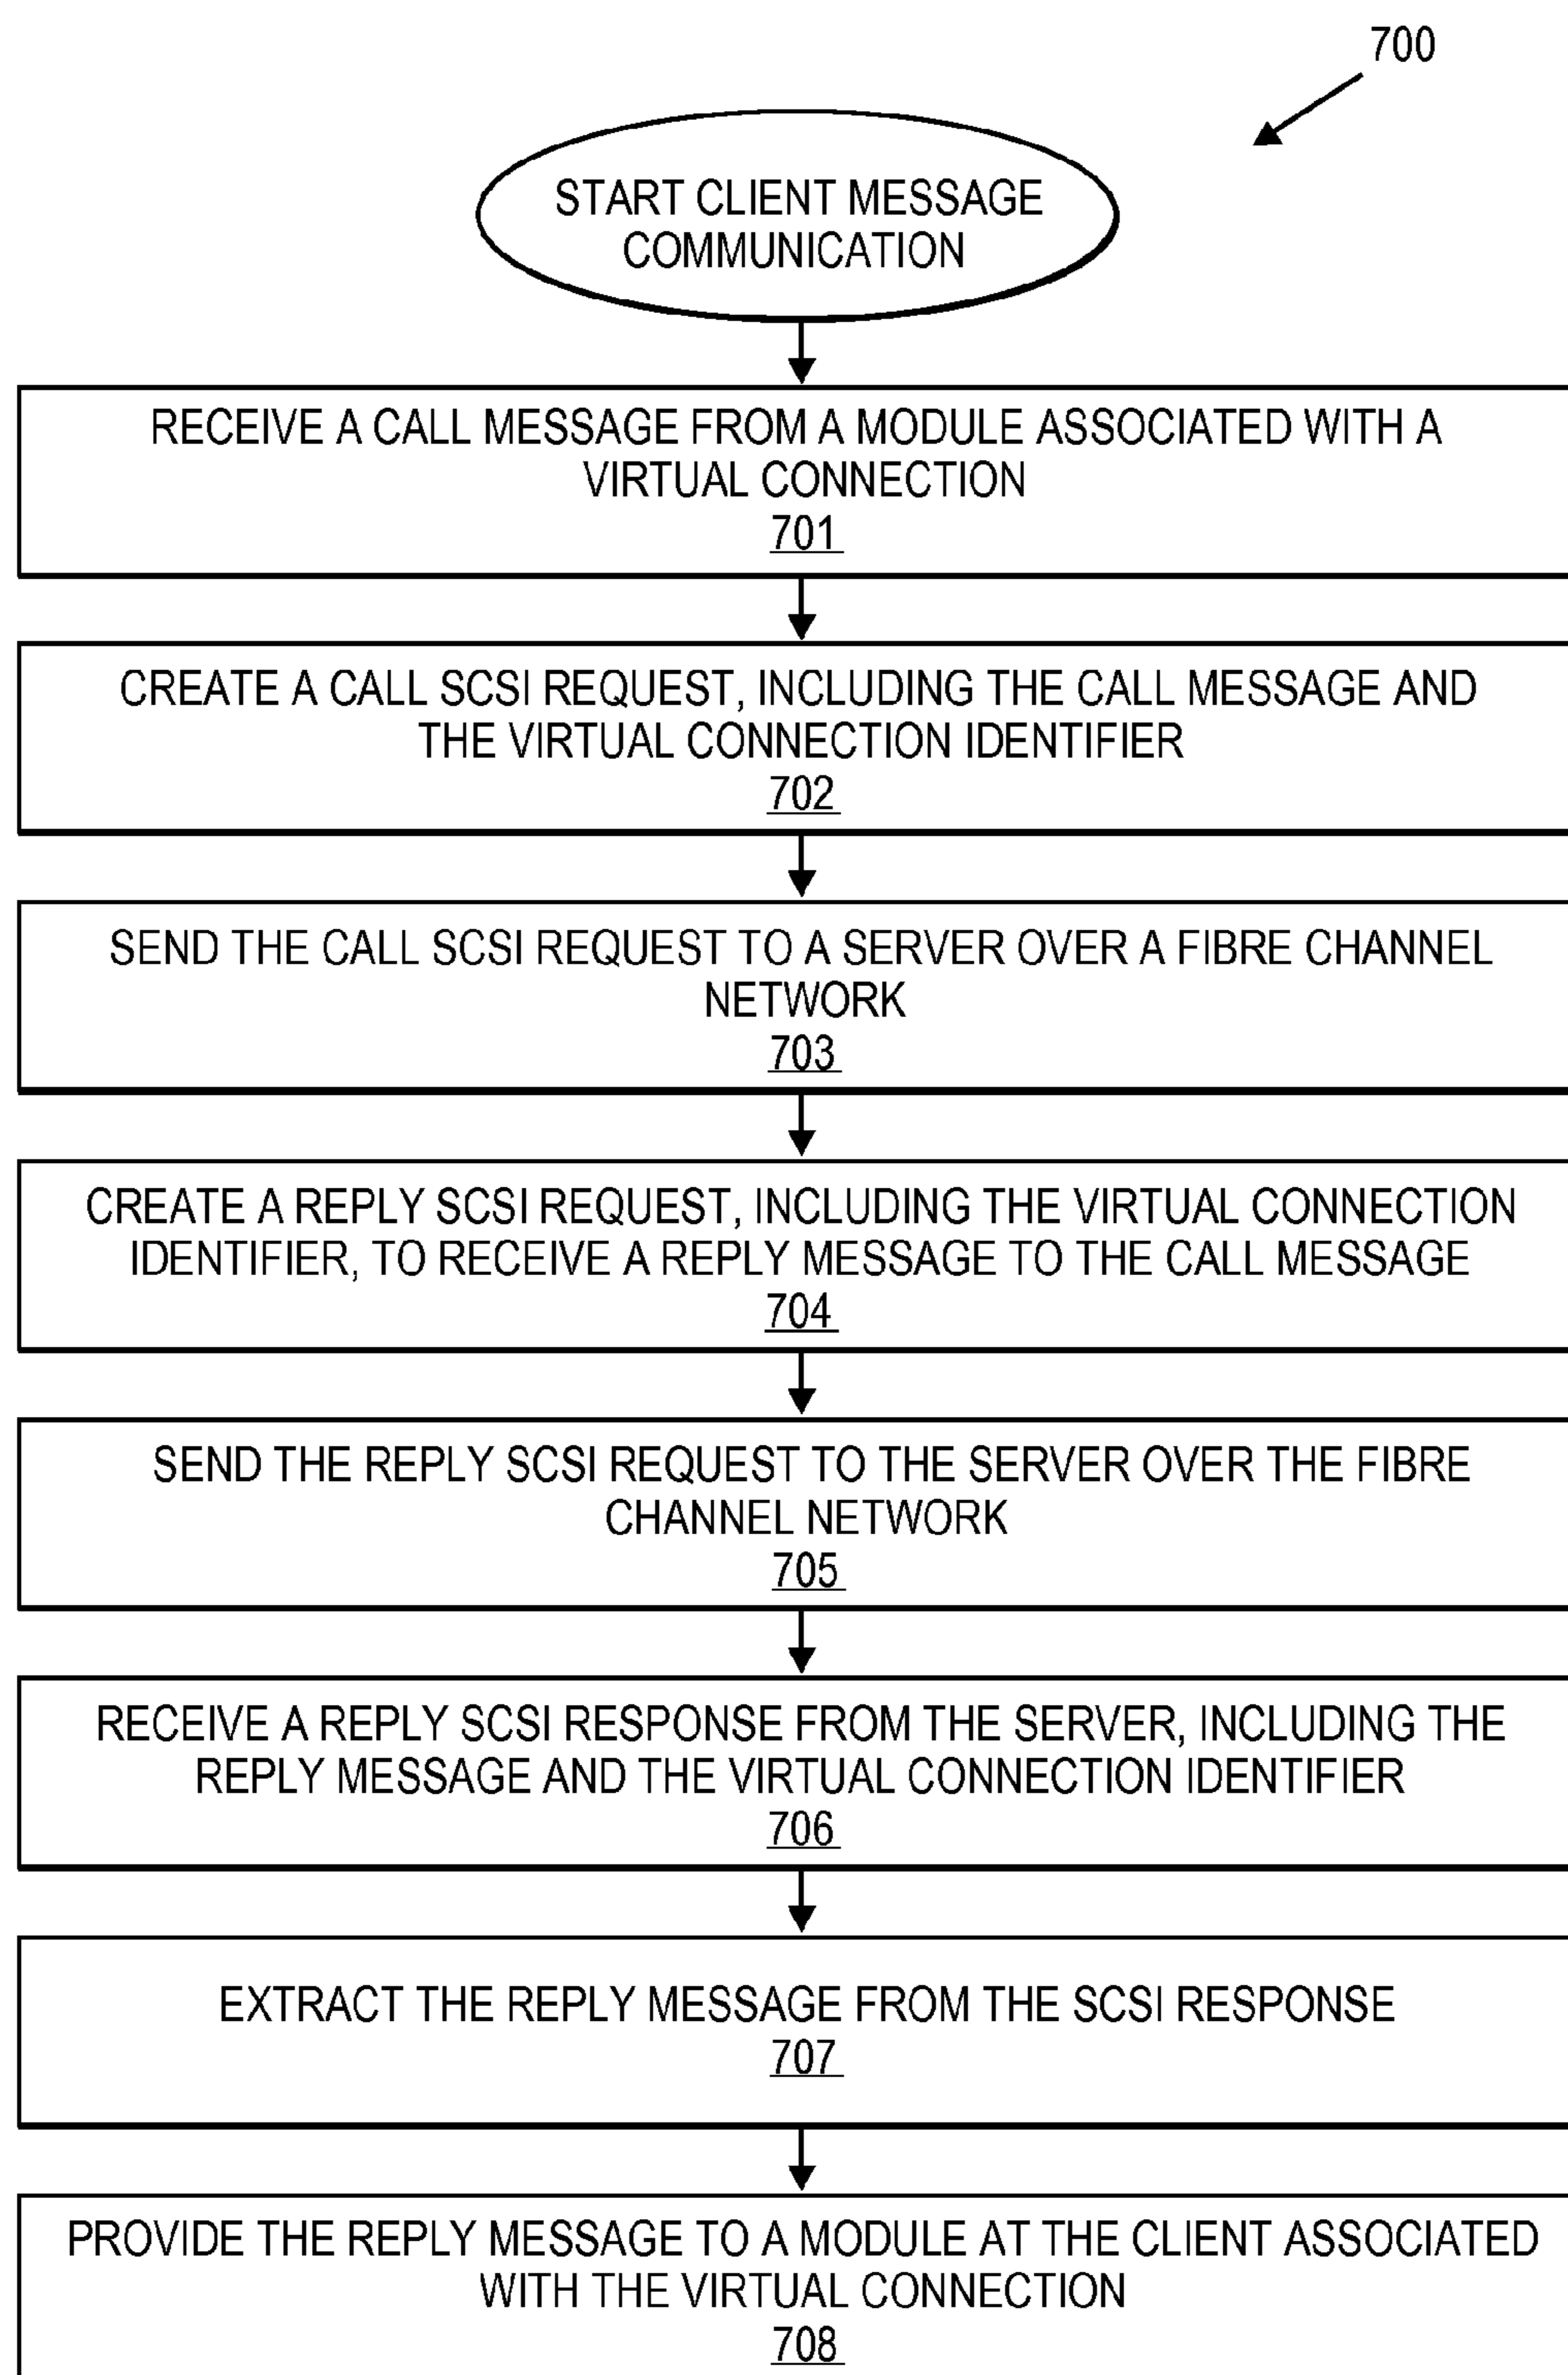 700
START CLIENT MESSAGE
COMMUNICATION
RECEIVE A CALL MESSAGE FROM A MODULE ASSOCIATED WITH A
VIRTUAL CONNECTION
701
CREATE A CALL SCSI REQUEST, INCLUDING THE CALL MESSAGE AND
THE VIRTUAL CONNECTION IDENTIFIER
702
SEND THE CALL SCSI REQUEST TO A SERVER OVER A FIBRE CHANNEL
NETWORK
703
CREATE A REPLY SCSI REQUEST, INCLUDING THE VIRTUAL CONNECTION
IDENTIFIER, TO RECEIVE A REPLY MESSAGE TO THE CALL MESSAGE
704
SEND THE REPLY SCSI REQUEST TO THE SERVER OVER THE FIBRE
CHANNEL NETWORK
705
RECEIVE A REPLY SCSI RESPONSE FROM THE SERVER, INCLUDING THE
REPLY MESSAGE AND THE VIRTUAL CONNECTION IDENTIFIER
706
EXTRACT THE REPLY MESSAGE FROM THE SCSI RESPONSE
707
PROVIDE THE REPLY MESSAGE TO A MODULE AT THE CLIENT ASSOCIATED
WITH THE VIRTUAL CONNECTION
708